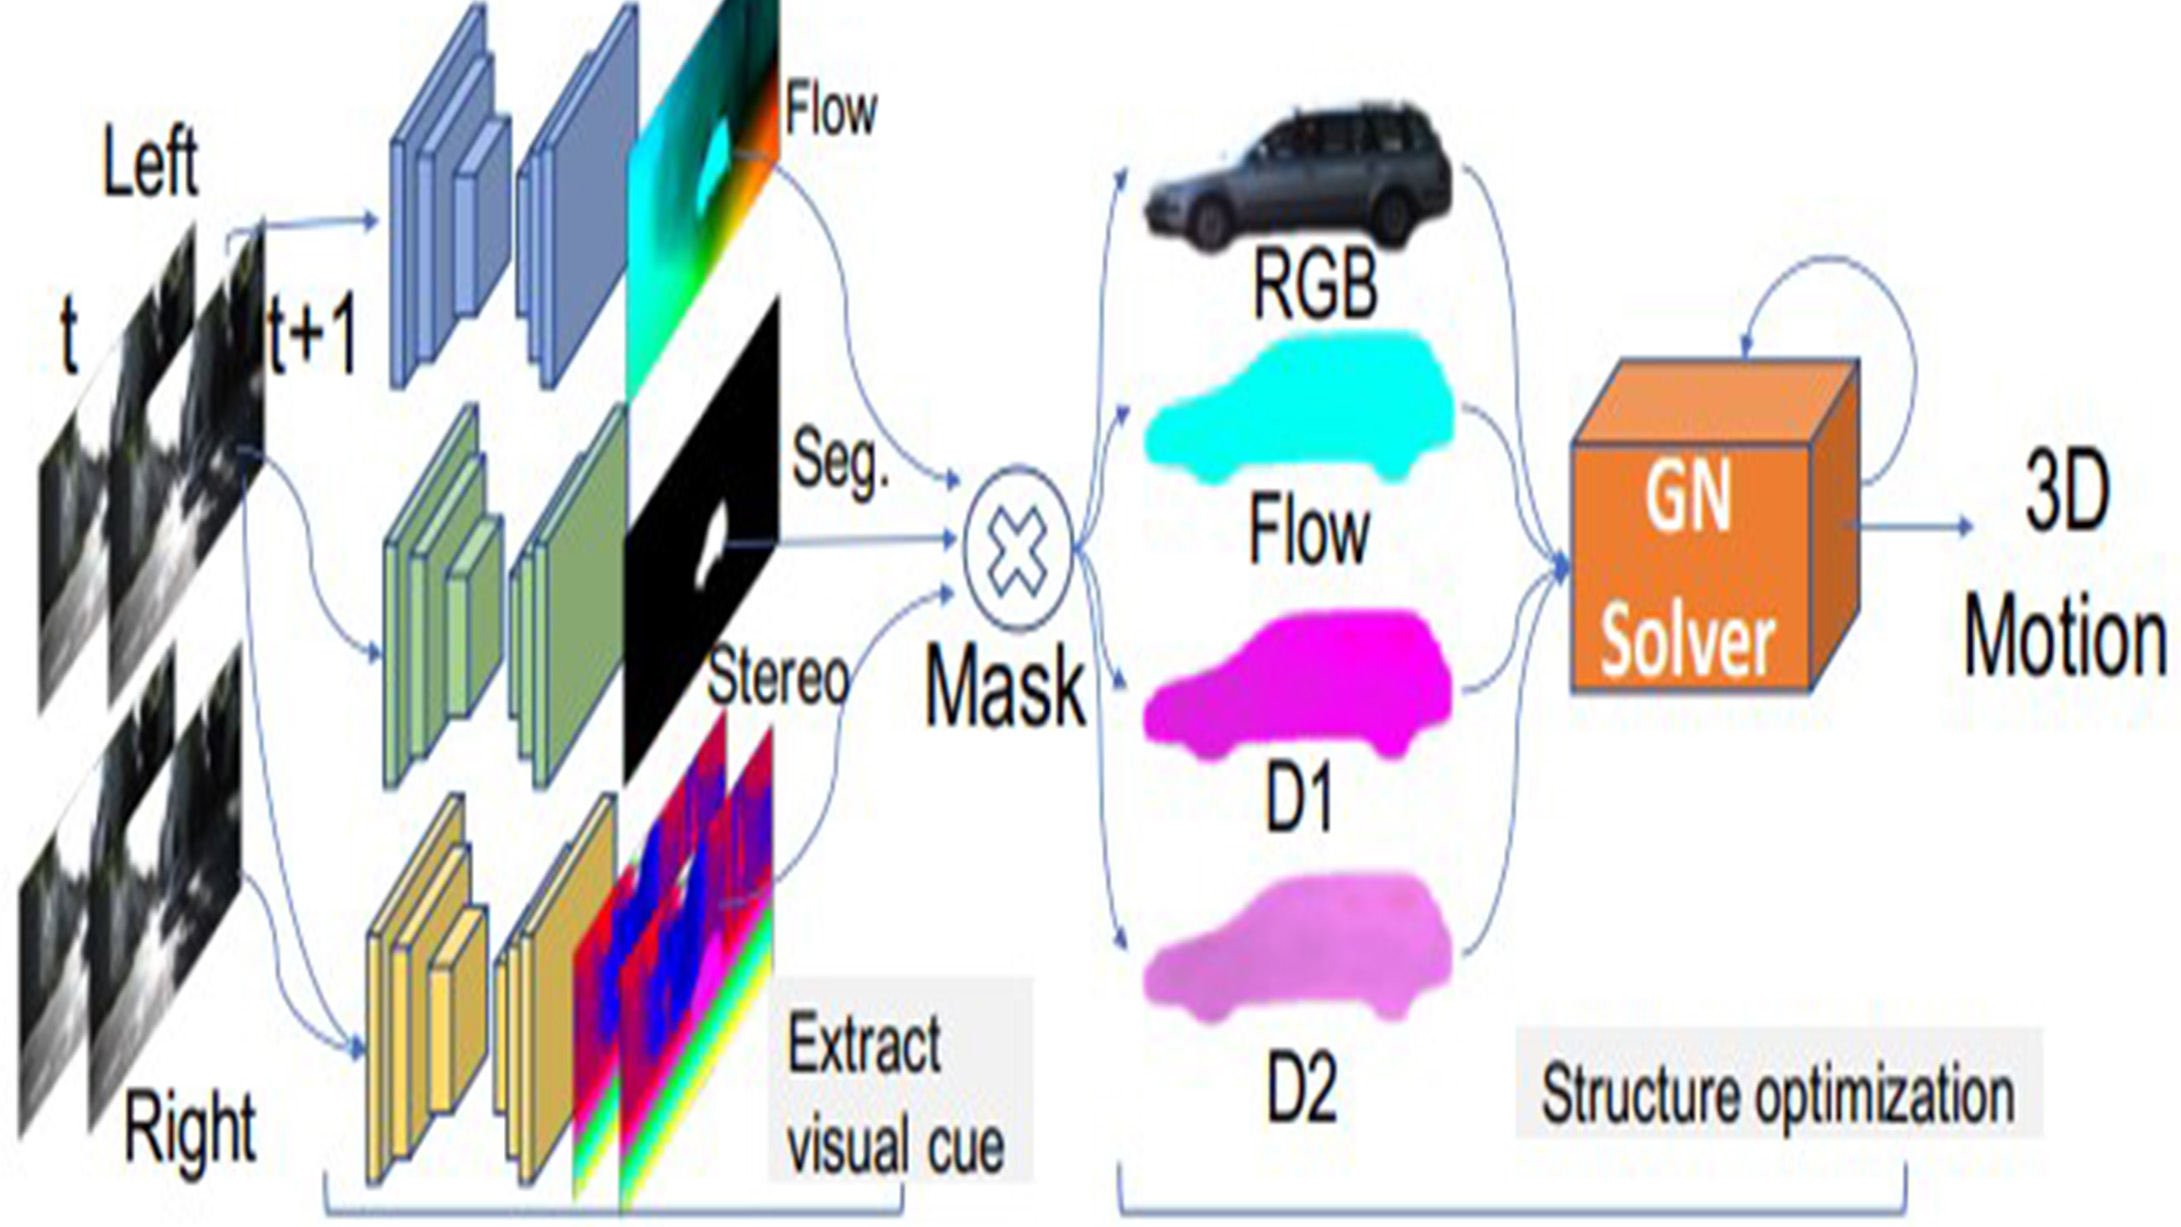 Left
t
t+1
Right
Flow
Seg.
Stereo
Extract
visual cue
Mask
RGB
Flow
D1
D2
GN
Solver
3D
Motion
Structure optimization